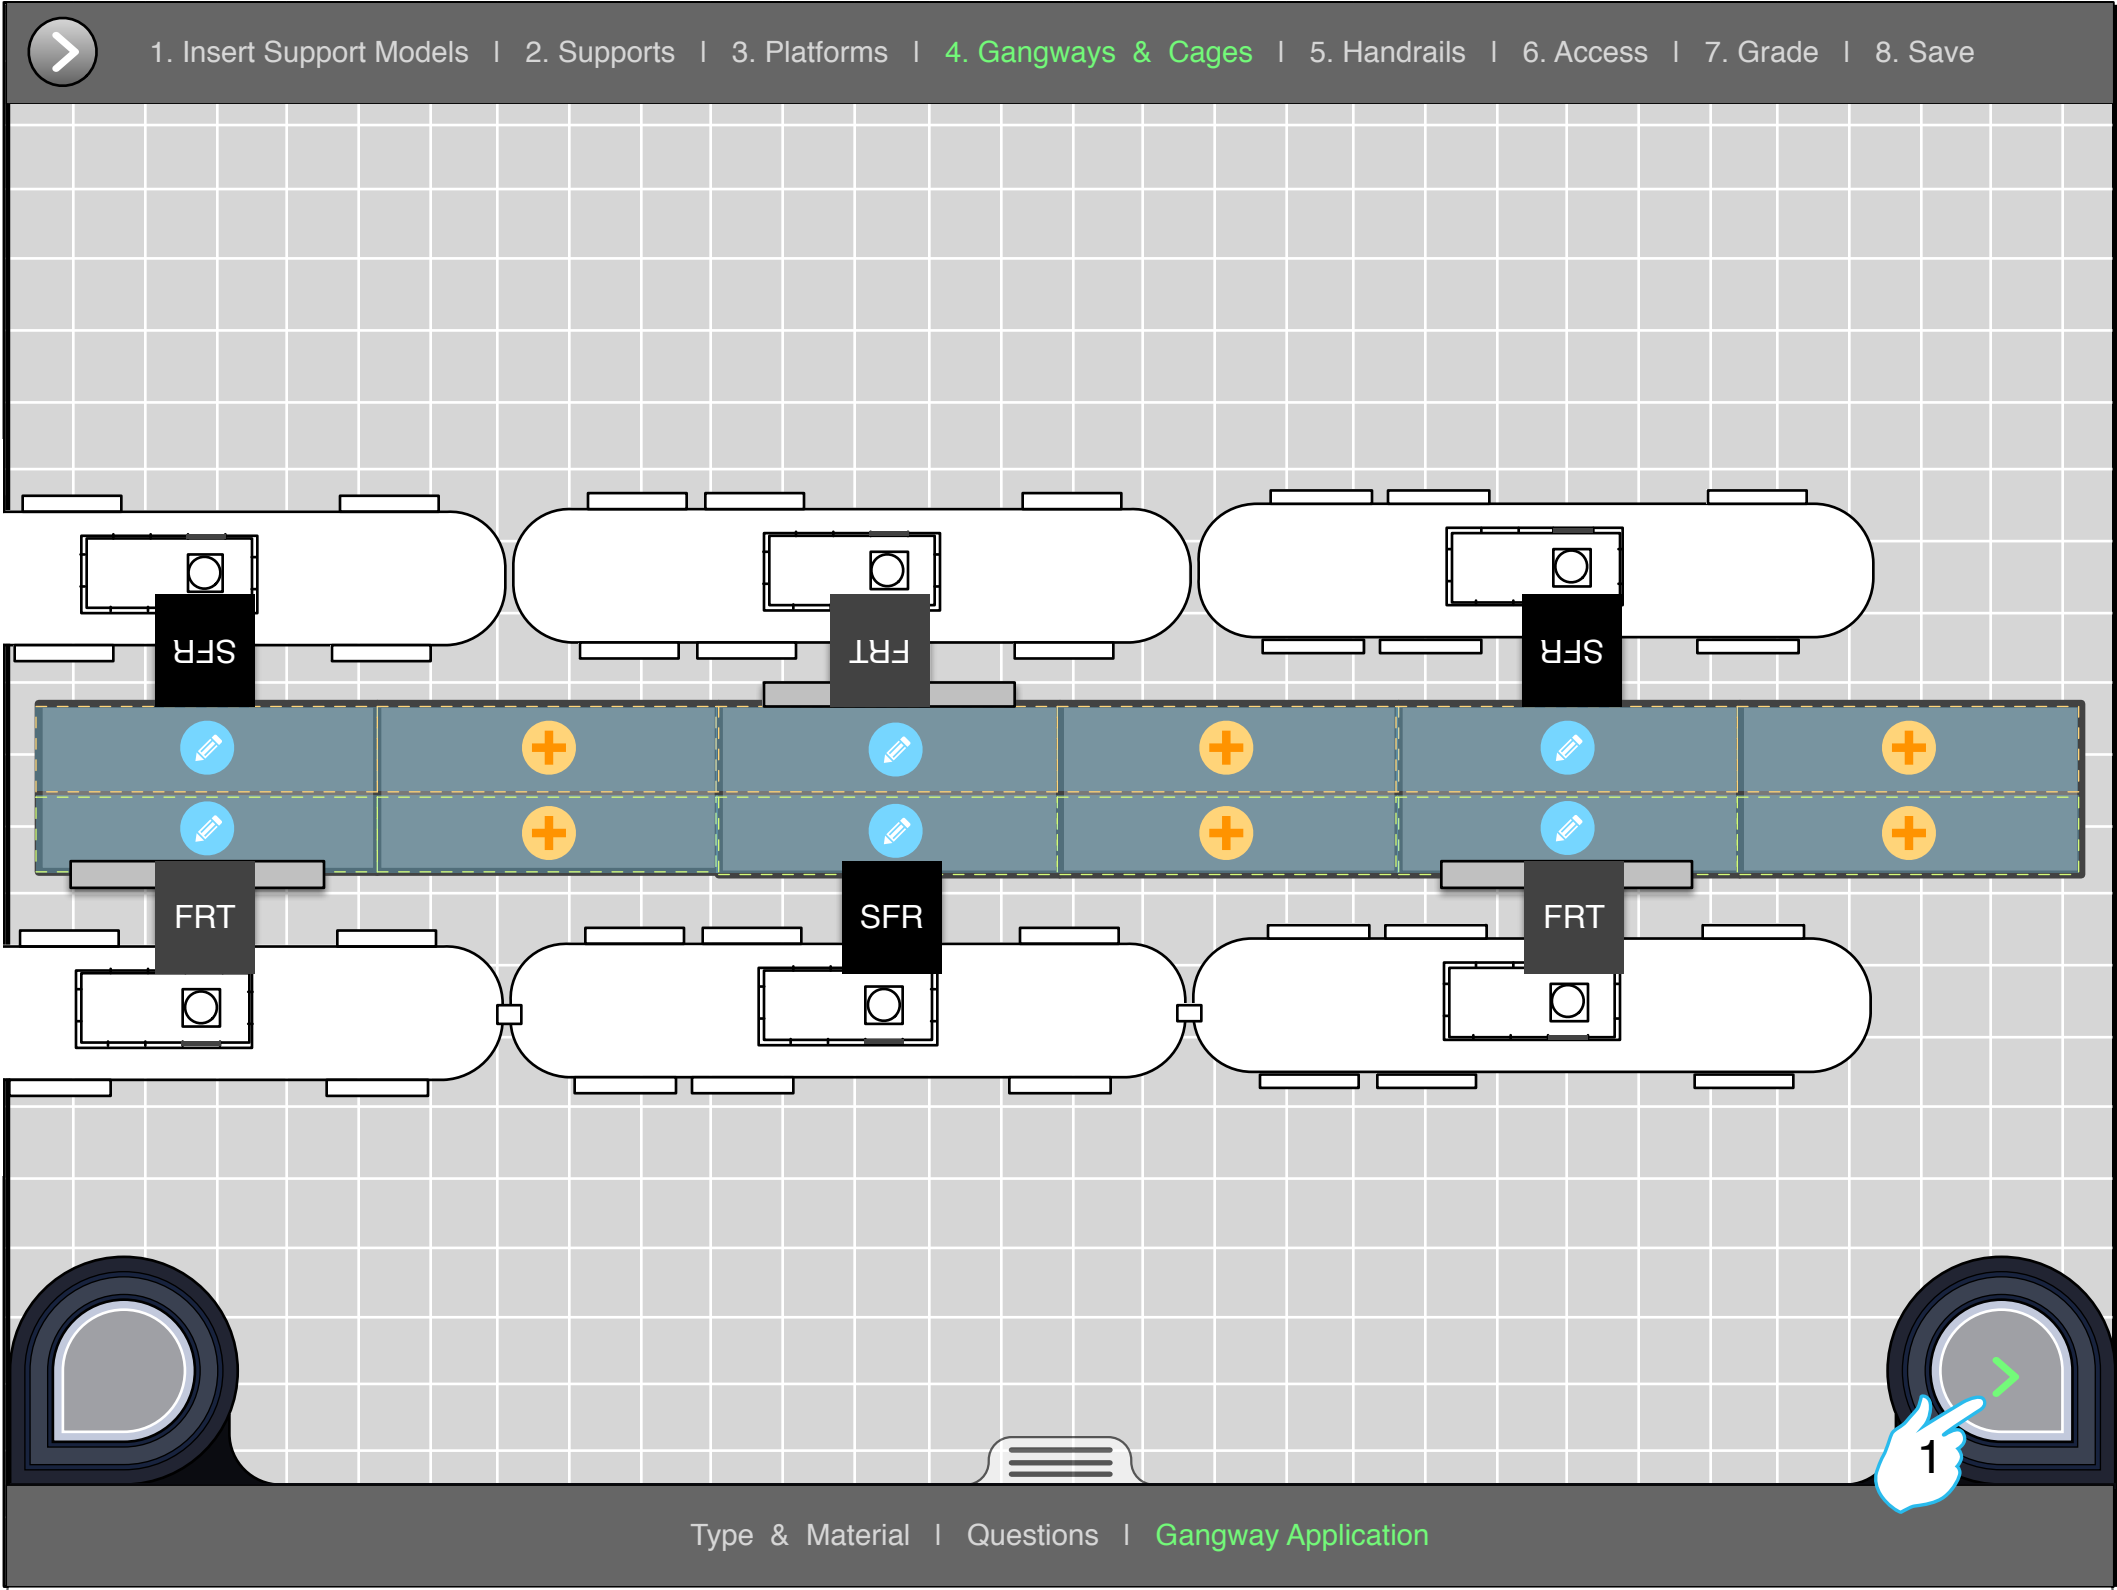 1. Insert Support Models | 2. Supports | 3. Platforms | 4. Gangways & Cages | 5. Handrails | 6. Access | 7. Grade | 8. Save
SFR FRT SFR
FRT SFR FRT
1
Type & Material | Questions | Gangway Application